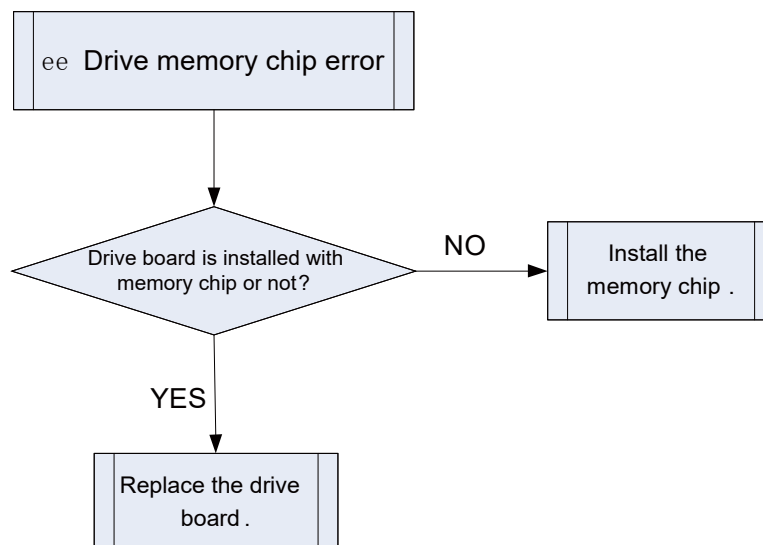 ee Drive memory chip error
Drive board is installed with
memory chip or not?
NO
Install the
memory chip .
YES
Replace the drive
board .